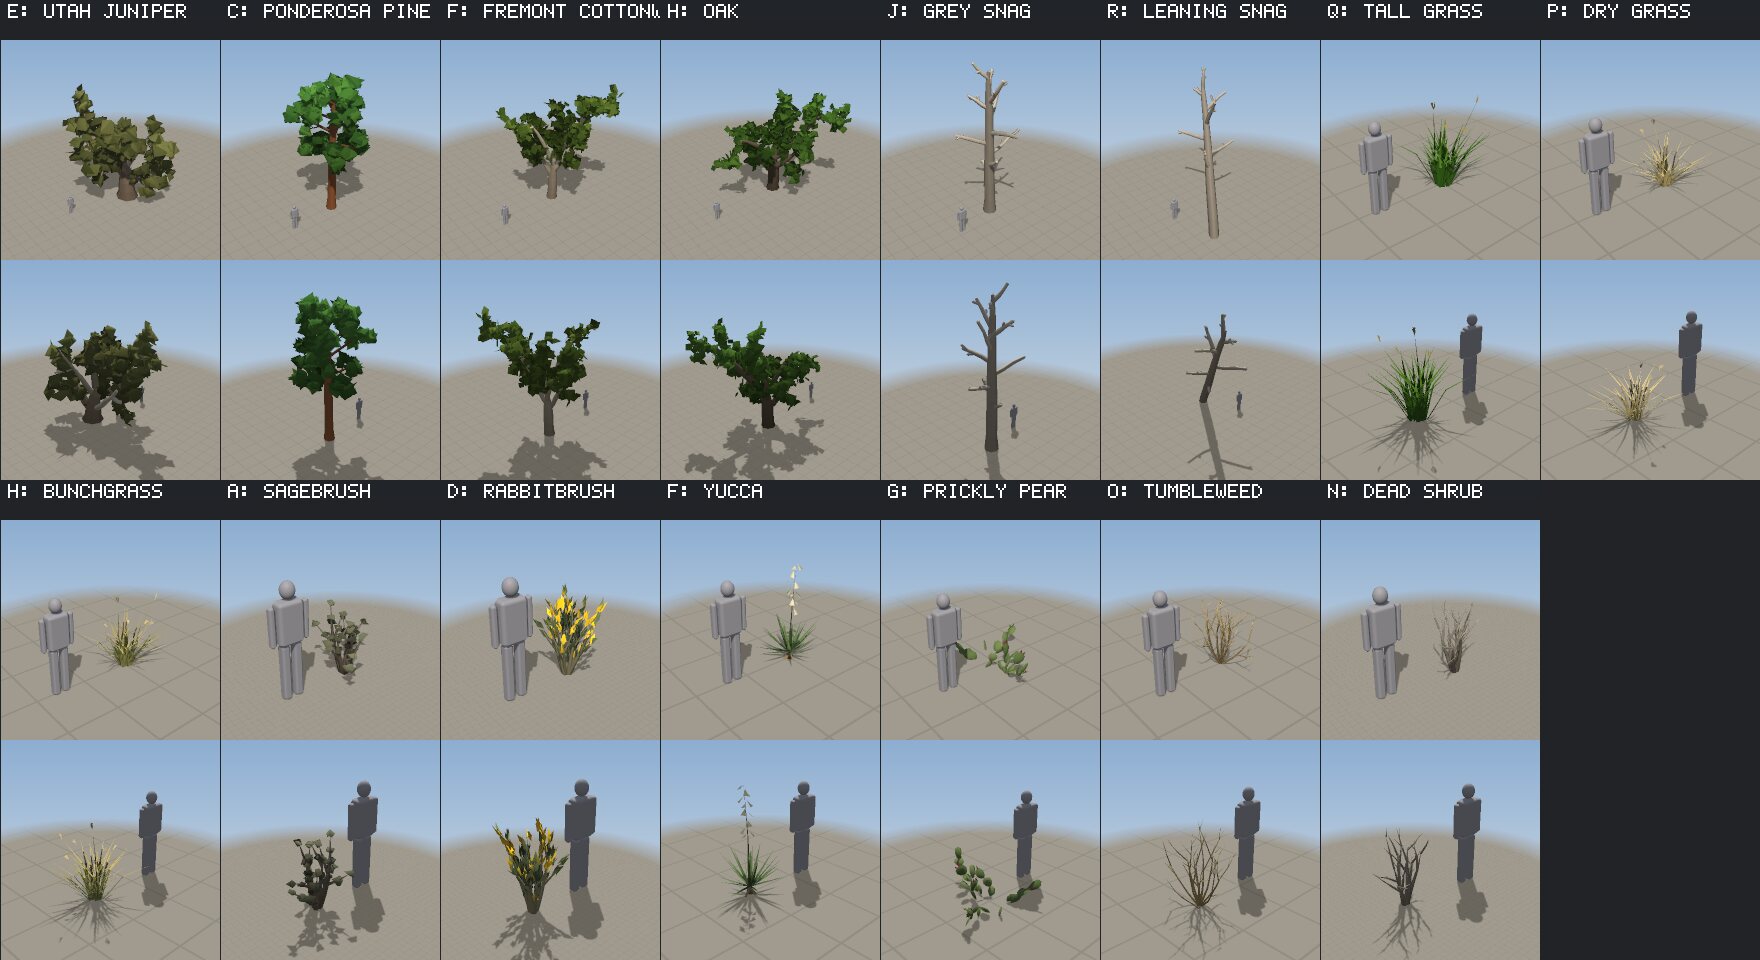 E: UTAH JUNIPER
C: PONDEROSA PINE
F: FREMONT COTTONW
H: OAK
J: GREY SNAG
R: LEANING SNAG
Q: TALL GRASS
P: DRY GRASS
H: BUNCHGRASS
A: SAGEBRUSH
D: RABBITBRUSH
F: YUCCA
G: PRICKLY PEAR
O: TUMBLEWEED
N: DEAD SHRUB